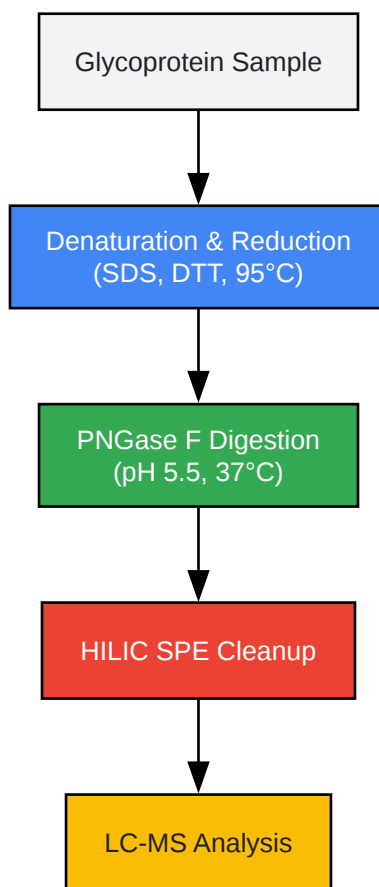 Glycoprotein Sample
Denaturation & Reduction
(SDS, DTT, 95°C)
PNGase F Digestion
(pH 5.5, 37°C)
HILIC SPE Cleanup
LC-MS Analysis